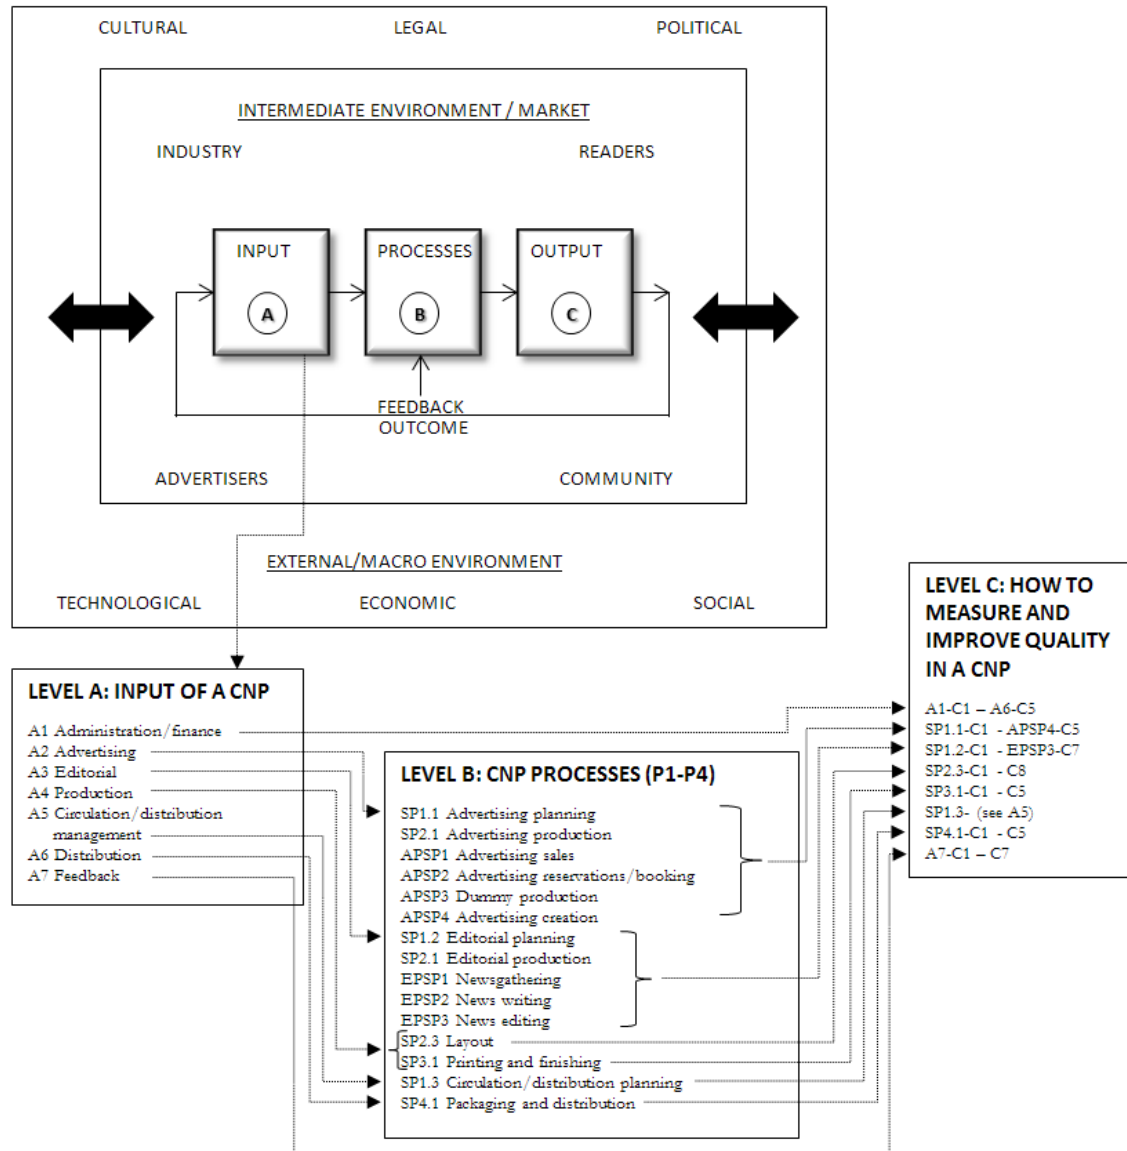 CULTURAL LEGAL POLITICAL
INTERMEDIATE ENVIRONMENT / MARKET
INDUSTRY READERS
INPUT PROCESSES OUTPUT
A B C
FEEDBACK
OUTCOME
ADVERTISERS COMMUNITY
EXTERNAL/MACRO ENVIRONMENT
TECHNOLOGICAL ECONOMIC SOCIAL
LEVEL A: INPUT OF A CNP
A1 Administration/finance
A2 Advertising
A3 Editorial
A4 Production
A5 Circulation/distribution
management
A6 Distribution
A7 Feedback
LEVEL B: CNP PROCESSES (P1-P4)
SP1.1 Advertising planning
SP2.1 Advertising production
APSP1 Advertising sales
APSP2 Advertising reservations/booking
APSP3 Dummy production
APSP4 Advertising creation
SP1.2 Editorial planning
SP2.1 Editorial production
EPSP1 Newsgathering
EPSP2 News writing
EPSP3 News editing
SP2.3 Layout
SP3.1 Printing and finishing
SP1.3 Circulation/distribution planning
SP4.1 Packaging and distribution
LEVEL C: HOW TO
MEASURE AND
IMPROVE QUALITY
IN A CNP
A1-C1 – A6-C5
SP1.1-C1 - APSP4-C5
SP1.2-C1 - EPSP3-C7
SP2.3-C1 - C8
SP3.1-C1 - C5
SP1.3- (see A5)
SP4.1-C1 - C5
A7-C1 – C7